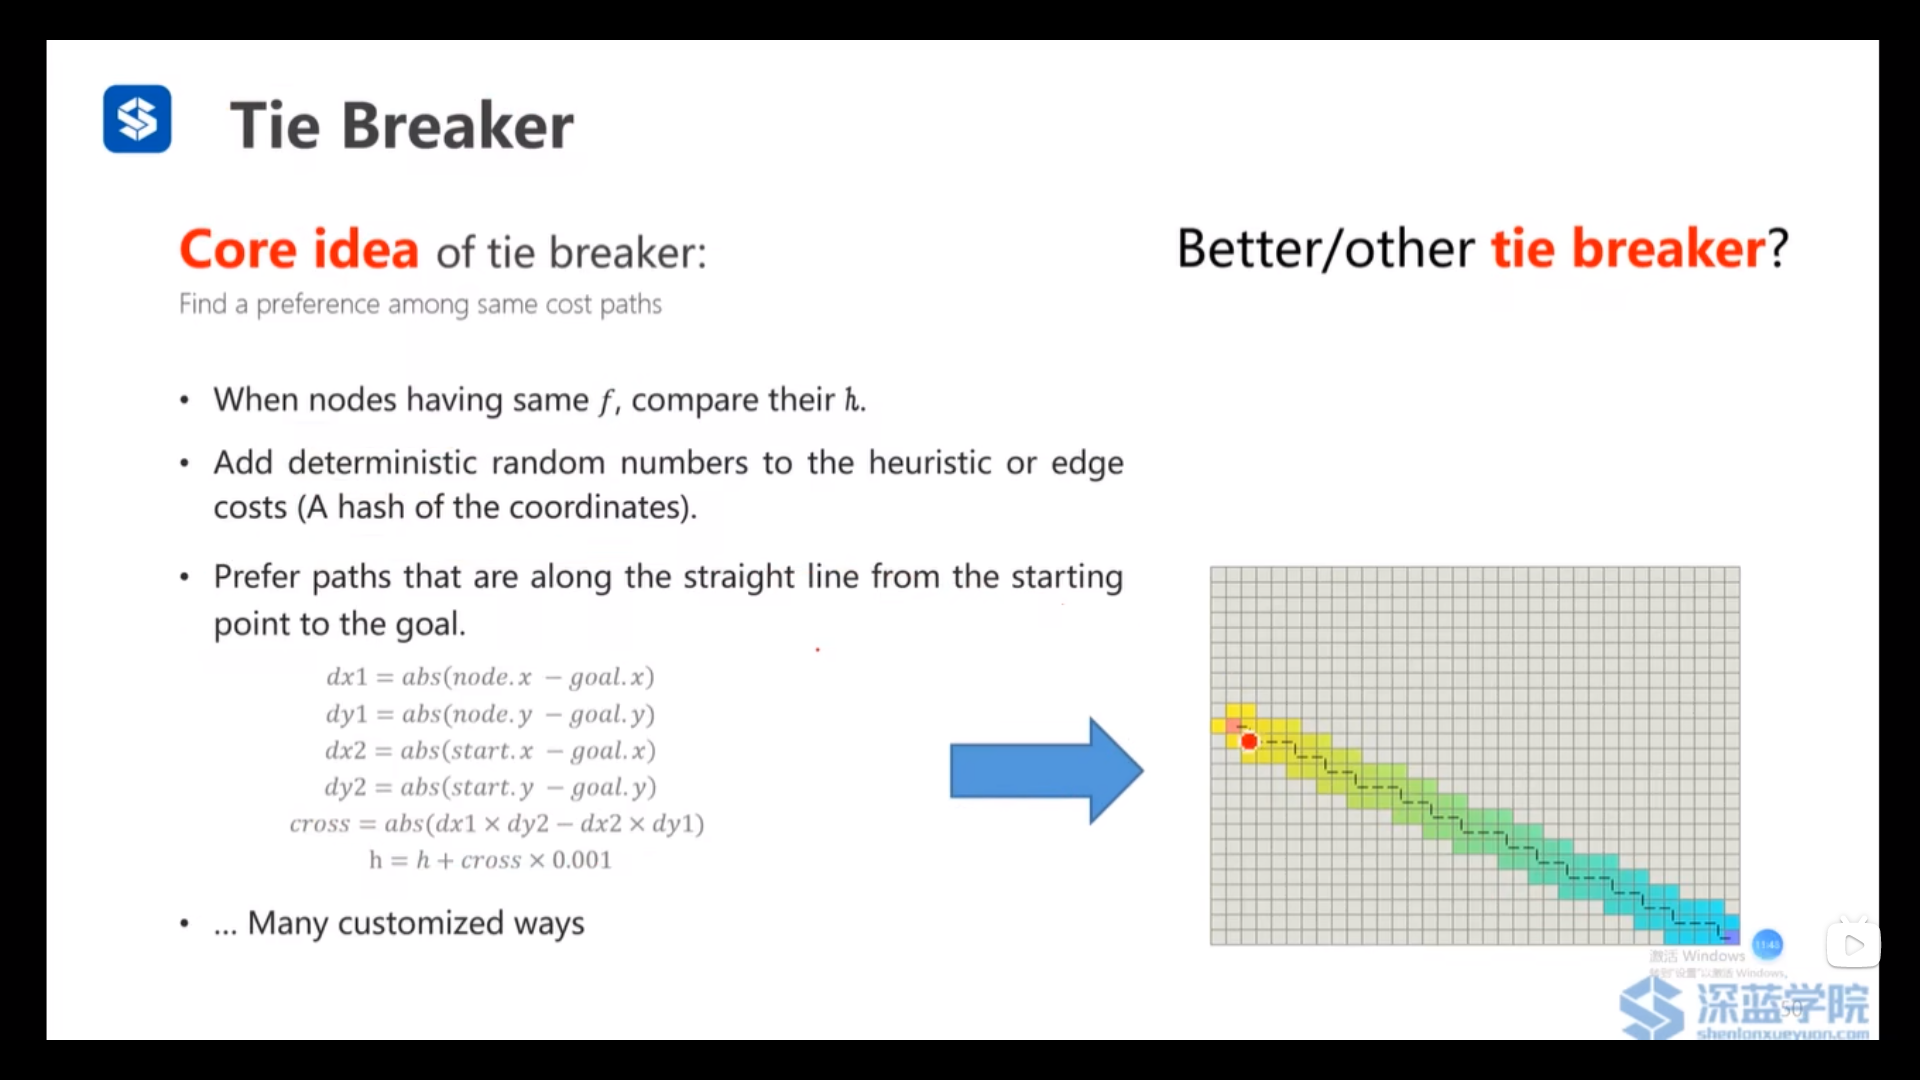 Tie Breaker
Core idea of tie breaker:
Find a preference among same cost paths
• When nodes having same f, compare their h.
• Add deterministic random numbers to the heuristic or edge
costs (A hash of the coordinates).
• Prefer paths that are along the straight line from the starting
point to the goal.
dx1 = abs(node.x − goal.x)
dy1 = abs(node.y − goal.y)
dx2 = abs(start.x − goal.x)
dy2 = abs(start.y − goal.y)
cross = abs(dx1 × dy2 − dx2 × dy1)
h = h + cross × 0.001
• ... Many customized ways
Better/other tie breaker?
11:48
激活 Windows
转到"设置"以激活 Windows。
50
深蓝学院
shenlanxueyuan.com